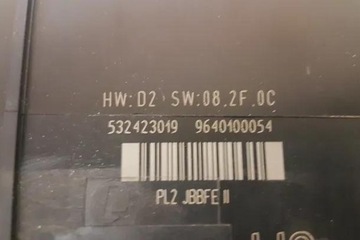 HW:D2 SW:08.2F.0C
532423019 9640100054
PL2 JBBFE II